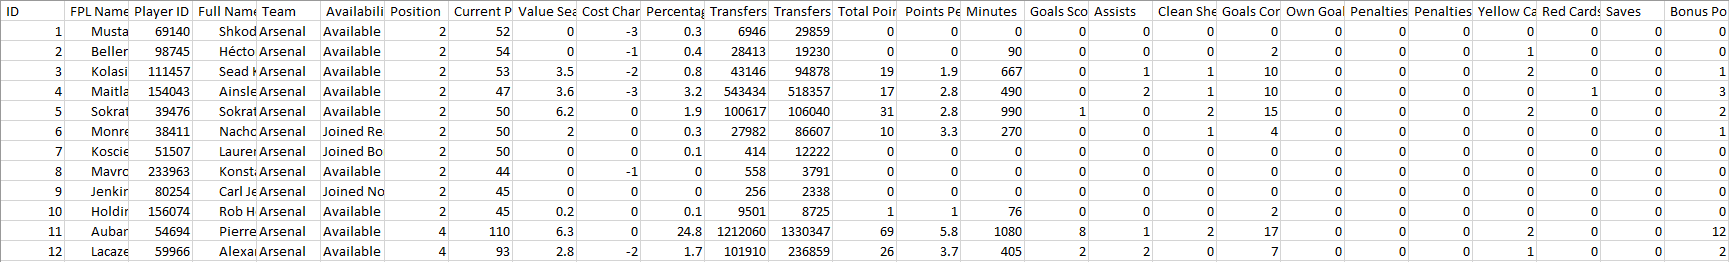 ID FPL Name Player ID Full Name Team Availabili Position Current P Value Sea Cost Char Percentag Transfers Transfers Total Poin Points Pe Minutes Goals Sco Assists Clean She Goals Cor Own Goal Penalties Penalties Yellow Ca Red Cards Saves Bonus Po
1 Musta 69140 Shkod Arsenal Available 2 52 0 -3 0.3 6946 29859 0 0 0 0 0 0 0 0 0 0 0 0 0 0
2 Beller 98745 Hécto Arsenal Available 2 54 0 -1 0.4 28413 19230 0 0 90 0 0 0 2 0 0 0 1 0 0 0
3 Kolasi 111457 Sead K Arsenal Available 2 53 3.5 -2 0.8 43146 94878 19 1.9 667 0 1 1 10 0 0 0 2 0 0 1
4 Maitla 154043 Ainsle Arsenal Available 2 47 3.6 -3 3.2 543434 518357 17 2.8 490 0 2 1 10 0 0 0 0 1 0 3
5 Sokrat 39476 Sokrat Arsenal Available 2 50 6.2 0 1.9 100617 106040 31 2.8 990 1 0 2 15 0 0 0 2 0 0 2
6 Monre 38411 Nacho Arsenal Joined Re 2 50 2 0 0.3 27982 86607 10 3.3 270 0 0 1 4 0 0 0 0 0 0 1
7 Koscie 51507 Lauren Arsenal Joined Bo 2 50 0 0 0.1 414 12222 0 0 0 0 0 0 0 0 0 0 0 0 0 0
8 Mavro 233963 Konsta Arsenal Available 2 44 0 -1 0 558 3791 0 0 0 0 0 0 0 0 0 0 0 0 0 0
9 Jenkin 80254 Carl Je Arsenal Joined No 2 45 0 0 0 256 2338 0 0 0 0 0 0 0 0 0 0 0 0 0 0
10 Holdin 156074 Rob H Arsenal Available 2 45 0.2 0 0.1 9501 8725 1 1 76 0 0 0 2 0 0 0 0 0 0 0
11 Aubar 54694 Pierre Arsenal Available 4 110 6.3 0 24.8 1212060 1330347 69 5.8 1080 8 1 2 17 0 0 0 2 0 0 12
12 Lacaze 59966 Alexan Arsenal Available 4 93 2.8 -2 1.7 101910 236859 26 3.7 405 2 2 0 7 0 0 0 1 0 0 2